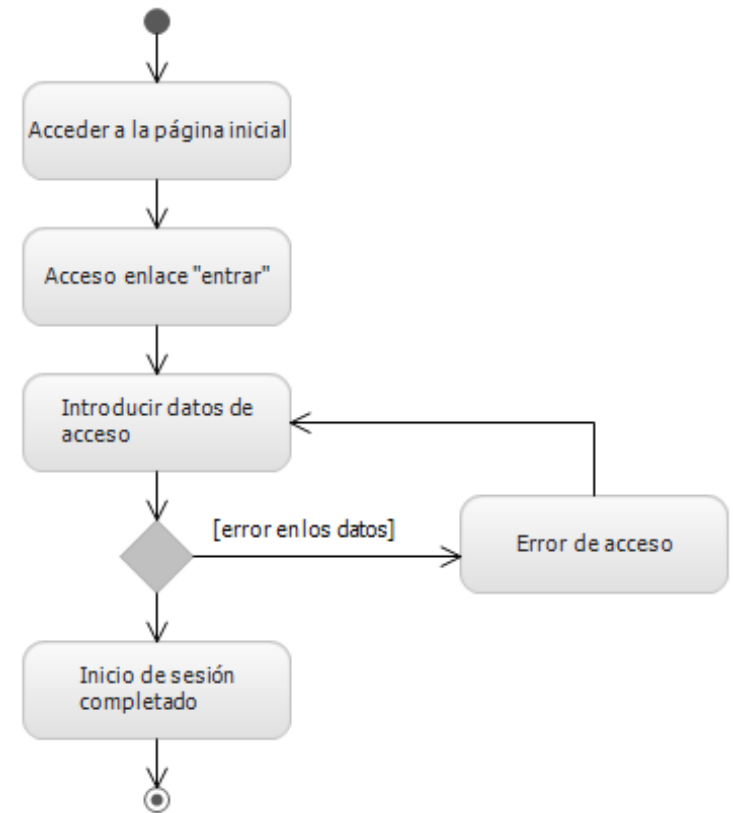 Acceder a la página inicial
Acceso enlace "entrar"
Introducir datos de
acceso
[error en los datos]
Error de acceso
Inicio de sesión
completado